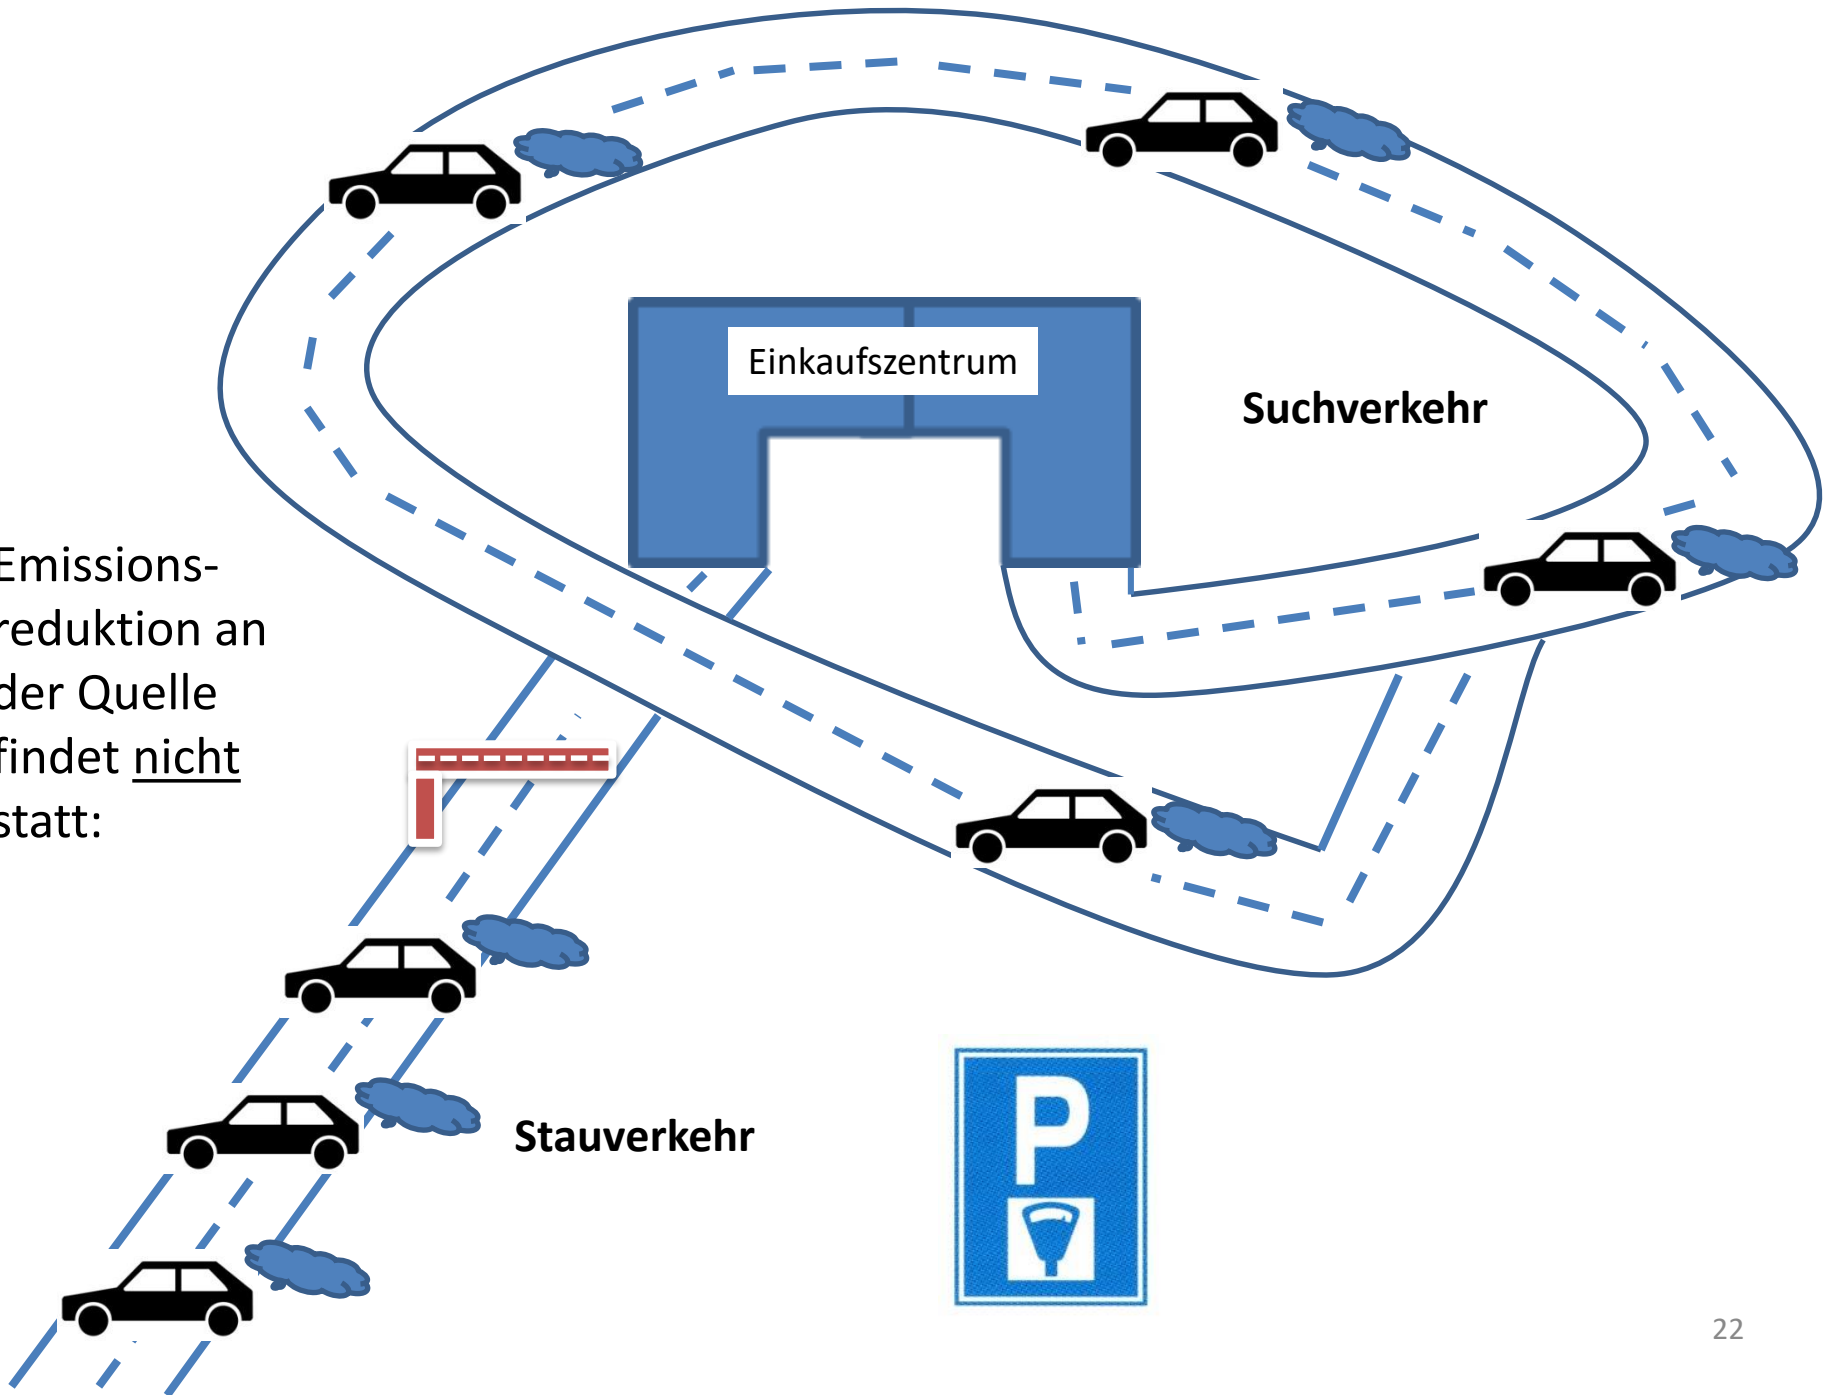 Einkaufszentrum
Suchverkehr
Emissions-
reduktion an
der Quelle
findet nicht
statt:
Stauverkehr
P
22